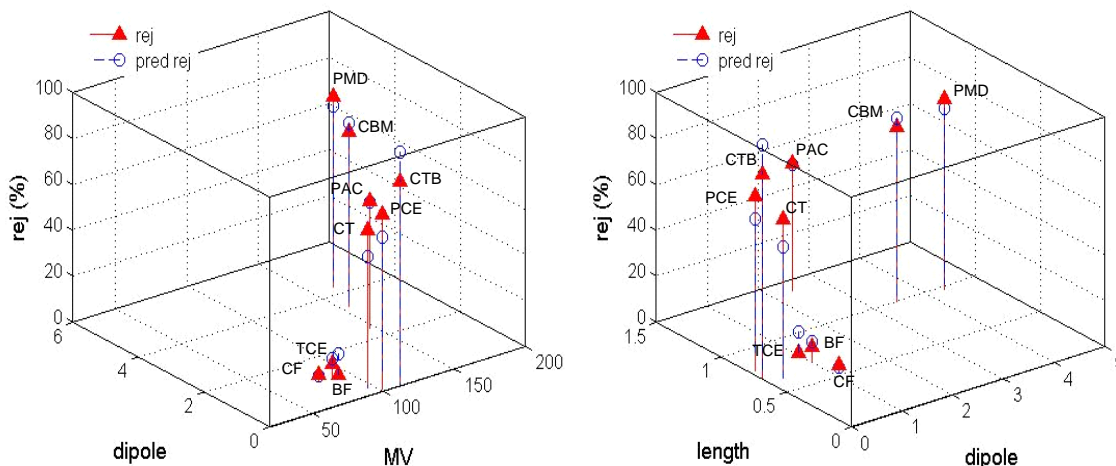 rej
pred rej
100
80
60
40
20
0
rej (%)
6
4
2
0
dipole
50
100
150
200
MV
PMD
CBM
CTB
PAC
PCE
CT
TCE
CF
BF
rej
pred rej
100
80
60
40
20
0
rej (%)
1.5
1
0.5
0
length
0
1
2
3
4
5
dipole
PMD
CBM
PAC
CTB
PCE
CT
BF
TCE
CF